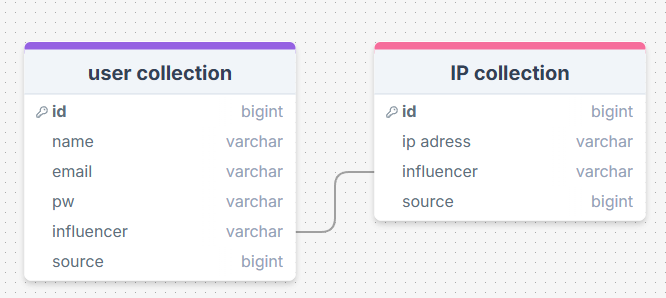 user collection
id bigint
name varchar
email varchar
pw varchar
influencer varchar
source bigint
IP collection
id bigint
ip adress varchar
influencer varchar
source bigint